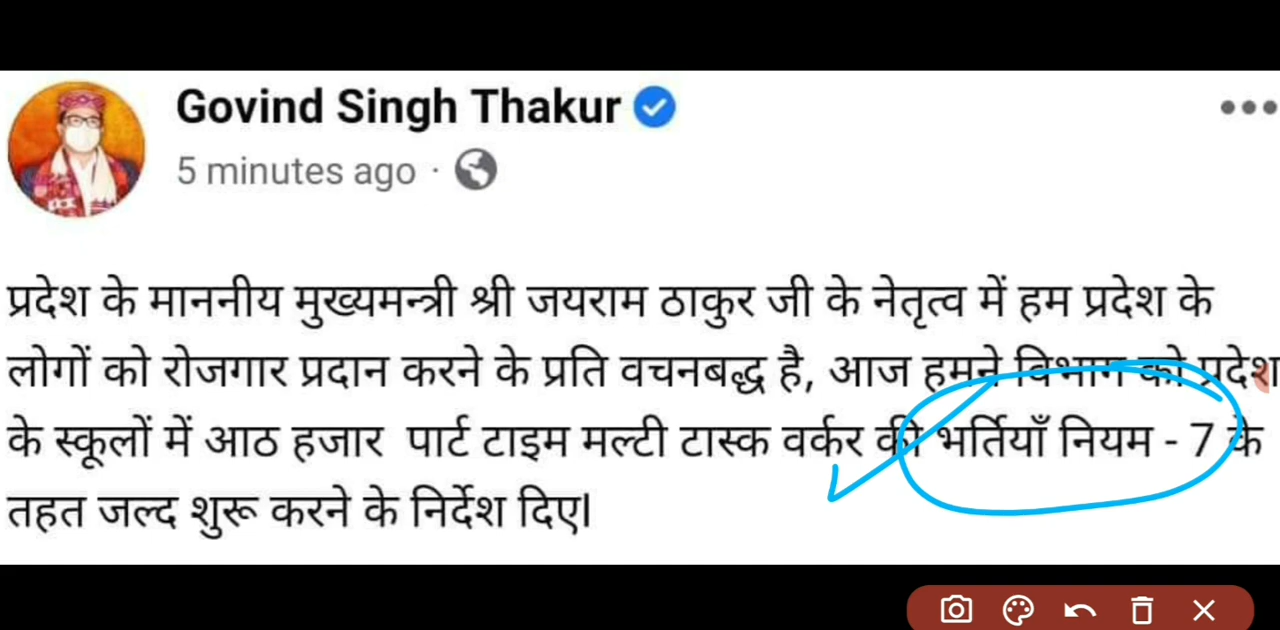 Govind Singh Thakur
5 minutes ago ·
प्रदेश के माननीय मुख्यमन्त्री श्री जयराम ठाकुर जी के नेतृत्व में हम प्रदेश के
लोगों को रोजगार प्रदान करने के प्रति वचनबद्ध है, आज हमने विभाग को प्रदेश
के स्कूलों में आठ हजार पार्ट टाइम मल्टी टास्क वर्कर की भर्तियाँ नियम - 7 के
तहत जल्द शुरू करने के निर्देश दिए।